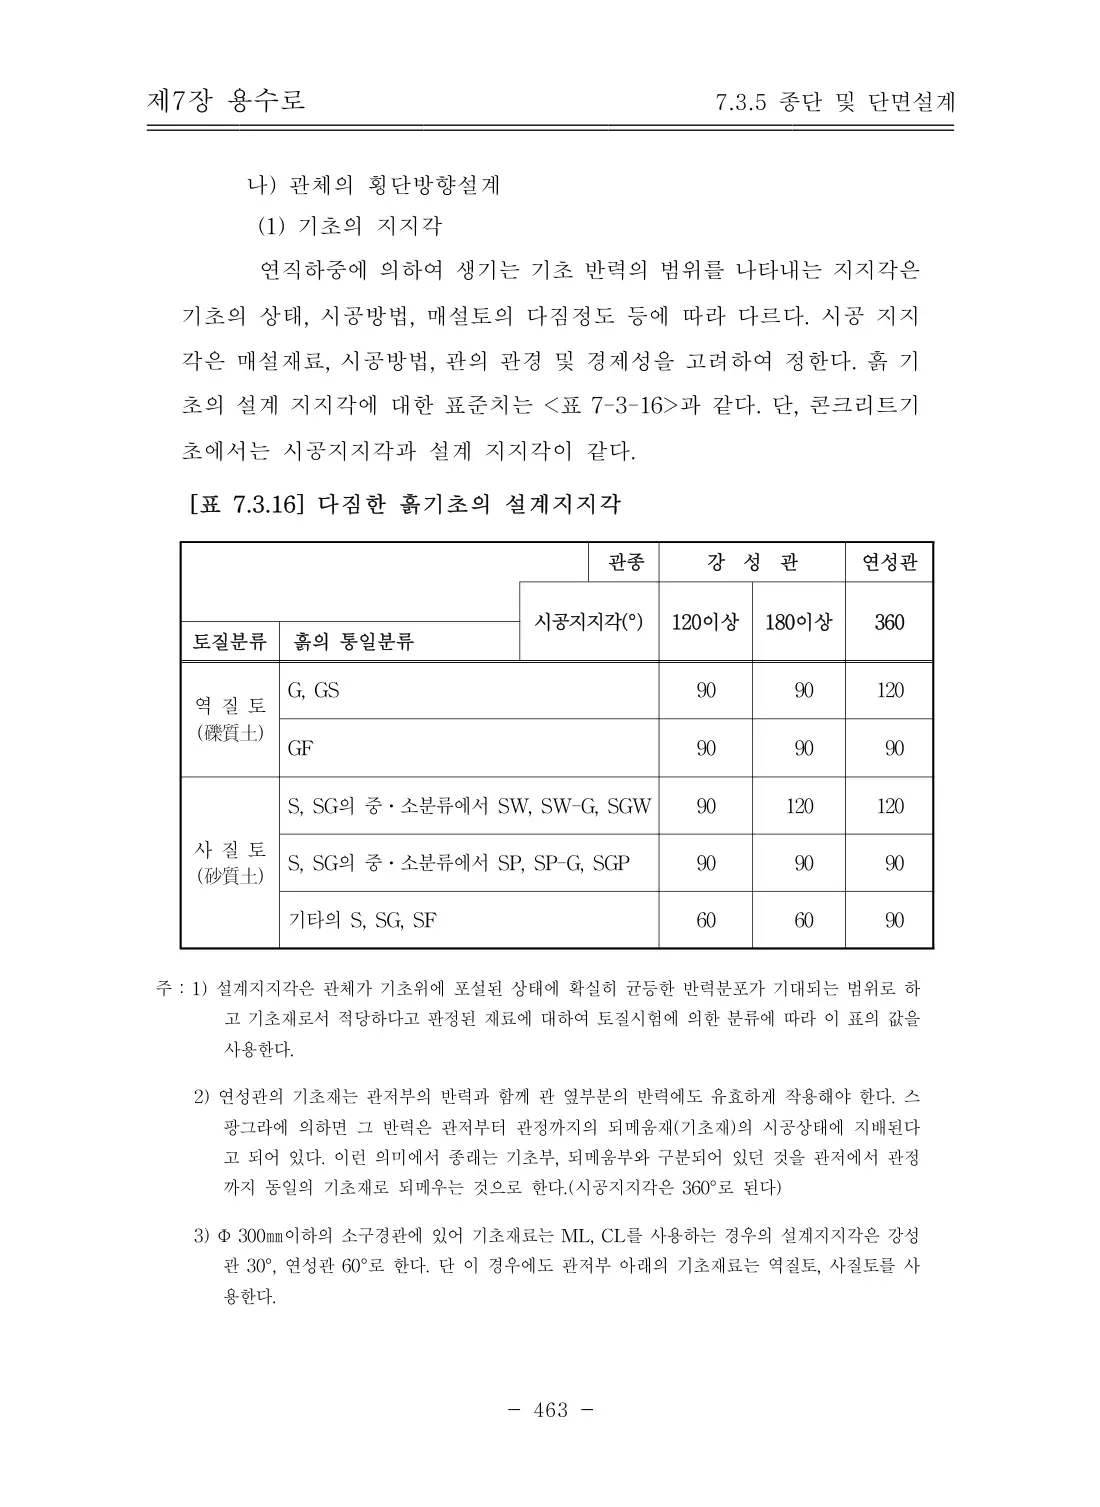 제7장 용수로
7.3.5 종단 및 단면설계
나) 관체의 횡단방향설계
(1) 기초의 지지각
연직하중에 의하여 생기는 기초 반력의 범위를 나타내는 지지각은
기초의 상태, 시공방법, 매설토의 다짐정도 등에 따라 다르다. 시공 지지
각은 매설재료, 시공방법, 관의 관경 및 경제성을 고려하여 정한다. 흙 기
초의 설계 지지각에 대한 표준치는 <표 7-3-16>과 같다. 단, 콘크리트기
초에서는 시공지지각과 설계 지지각이 같다.
[표 7.3.16] 다짐한 흙기초의 설계지지각
관종 강 성 관 연성관
시공지지각(°) 120이상 180이상 360
토질분류 흙의 통일분류
역 질 토
(礫質土)
G, GS 90 90 120
GF 90 90 90
사 질 토
(砂質土)
S, SG의 중·소분류에서 SW, SW-G, SGW 90 120 120
S, SG의 중·소분류에서 SP, SP-G, SGP 90 90 90
기타의 S, SG, SF 60 60 90
주 : 1) 설계지지각은 관체가 기초위에 포설된 상태에 확실히 균등한 반력분포가 기대되는 범위로 하
고 기초재로서 적당하다고 판정된 재료에 대하여 토질시험에 의한 분류에 따라 이 표의 값을
사용한다.
2) 연성관의 기초재는 관저부의 반력과 함께 관 옆부분의 반력에도 유효하게 작용해야 한다. 스
팡그라에 의하면 그 반력은 관저부터 관정까지의 되메움재(기초재)의 시공상태에 지배된다
고 되어 있다. 이런 의미에서 종래는 기초부, 되메움부와 구분되어 있던 것을 관저에서 관정
까지 동일의 기초재로 되메우는 것으로 한다.(시공지지각은 360°로 된다)
3) Φ 300㎜이하의 소구경관에 있어 기초재료는 ML, CL를 사용하는 경우의 설계지지각은 강성
관 30°, 연성관 60°로 한다. 단 이 경우에도 관저부 아래의 기초재료는 역질토, 사질토를 사
용한다.
- 463 -